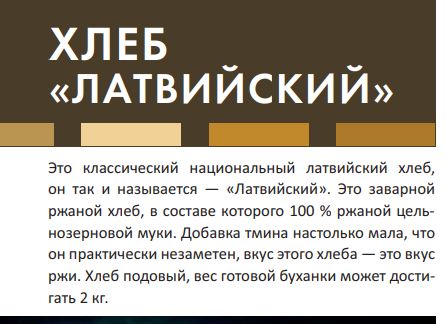 ХЛЕБ
«ЛАТВИЙСКИЙ»
Это классический национальный латвийский хлеб,
он так и называется — «Латвийский». Это заварной
ржаной хлеб, в составе которого 100 % ржаной цель-
нозерновой муки. Добавка тмина настолько мала, что
он практически незаметен, вкус этого хлеба — это вкус
ржи. Хлеб подовый, вес готовой буханки может дости-
гать 2 кг.